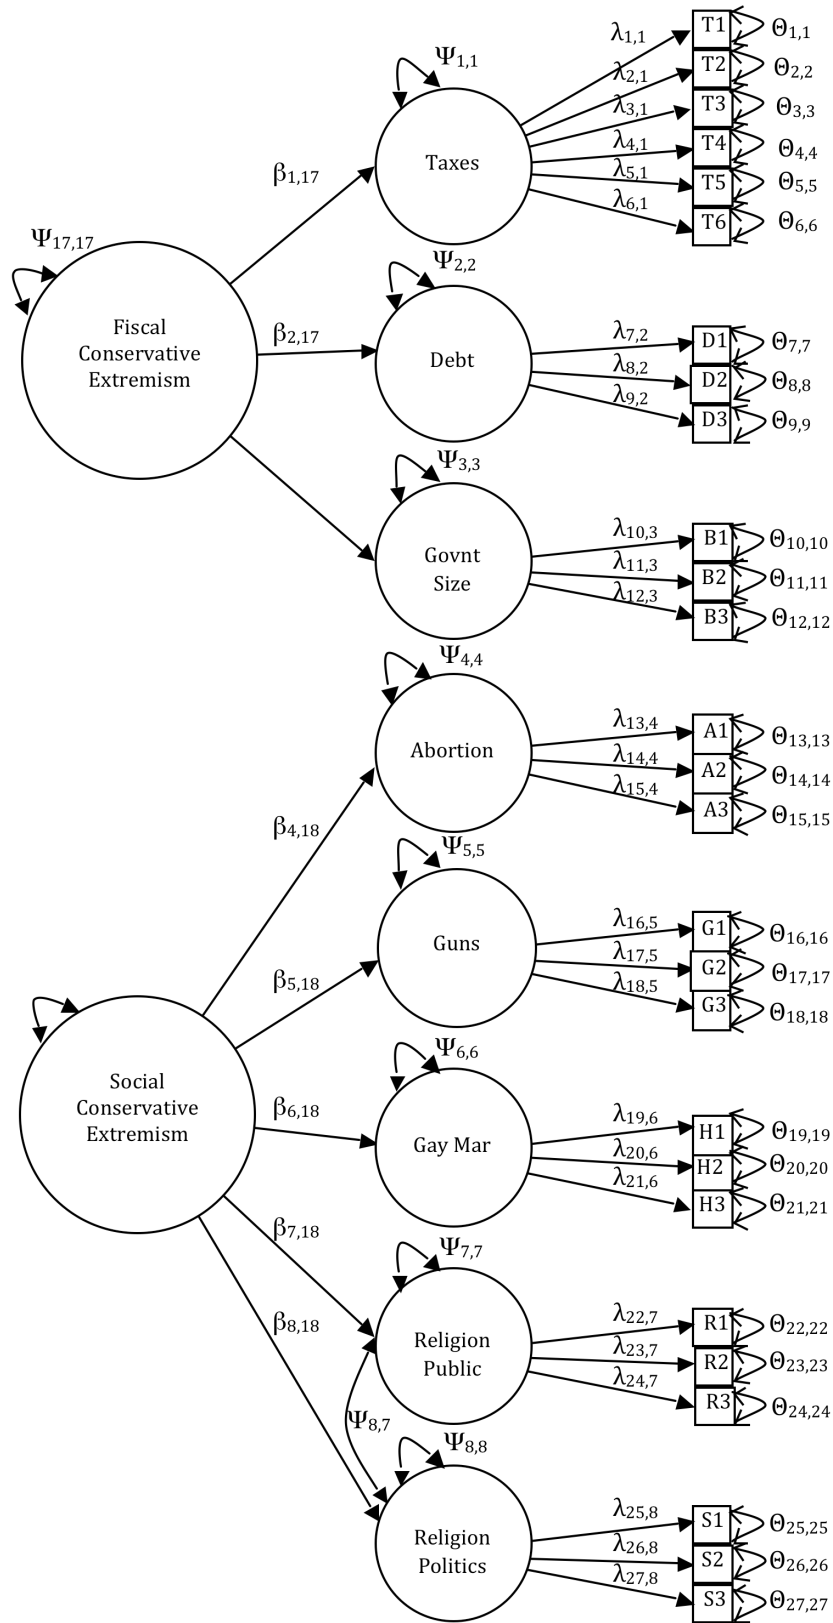 Ψ17,17
Fiscal
Conservative
Extremism
β1,17
β2,17
Ψ1,1
Taxes
λ1,1
λ2,1
λ3,1
λ4,1
λ5,1
λ6,1
T1
T2
T3
T4
T5
T6
Θ1,1
Θ2,2
Θ3,3
Θ4,4
Θ5,5
Θ6,6
Ψ2,2
Debt
λ7,2
λ8,2
λ9,2
D1
D2
D3
Θ7,7
Θ8,8
Θ9,9
Ψ3,3
Govnt
Size
λ10,3
λ11,3
λ12,3
B1
B2
B3
Θ10,10
Θ11,11
Θ12,12
Social
Conservative
Extremism
β4,18
β5,18
β6,18
β7,18
β8,18
Ψ4,4
Abortion
λ13,4
λ14,4
λ15,4
A1
A2
A3
Θ13,13
Θ14,14
Θ15,15
Ψ5,5
Guns
λ16,5
λ17,5
λ18,5
G1
G2
G3
Θ16,16
Θ17,17
Θ18,18
Ψ6,6
Gay Mar
λ19,6
λ20,6
λ21,6
H1
H2
H3
Θ19,19
Θ20,20
Θ21,21
Ψ7,7
Religion
Public
λ22,7
λ23,7
λ24,7
R1
R2
R3
Θ22,22
Θ23,23
Θ24,24
Ψ8,7
Ψ8,8
Religion
Politics
λ25,8
λ26,8
λ27,8
S1
S2
S3
Θ25,25
Θ26,26
Θ27,27